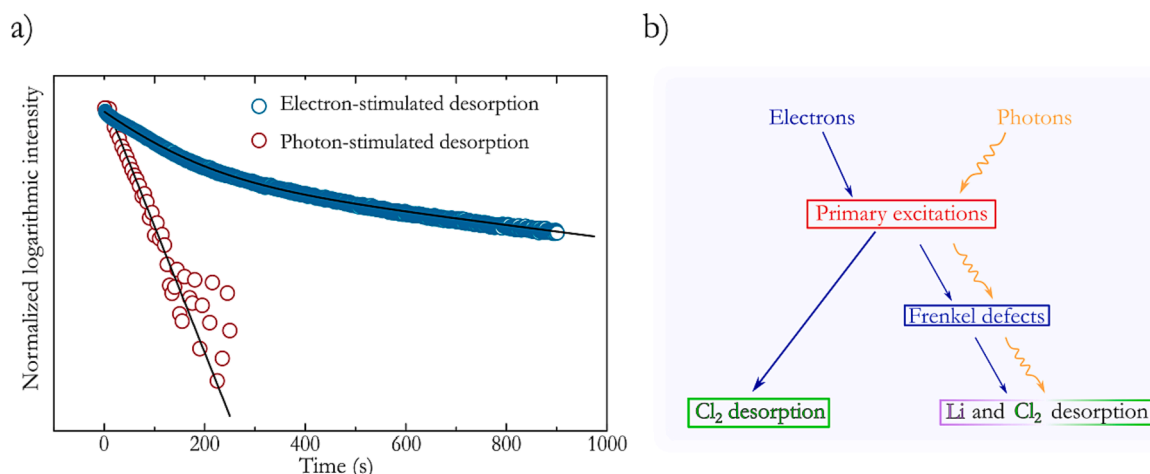 a)
Normalized logarithmic intensity
Electron-stimulated desorption
Photon-stimulated desorption
0
200
400
600
800
1000
Time (s)
b)
Electrons
Photons
Primary excitations
Frenkel defects
Cl₂ desorption
Li and Cl₂ desorption